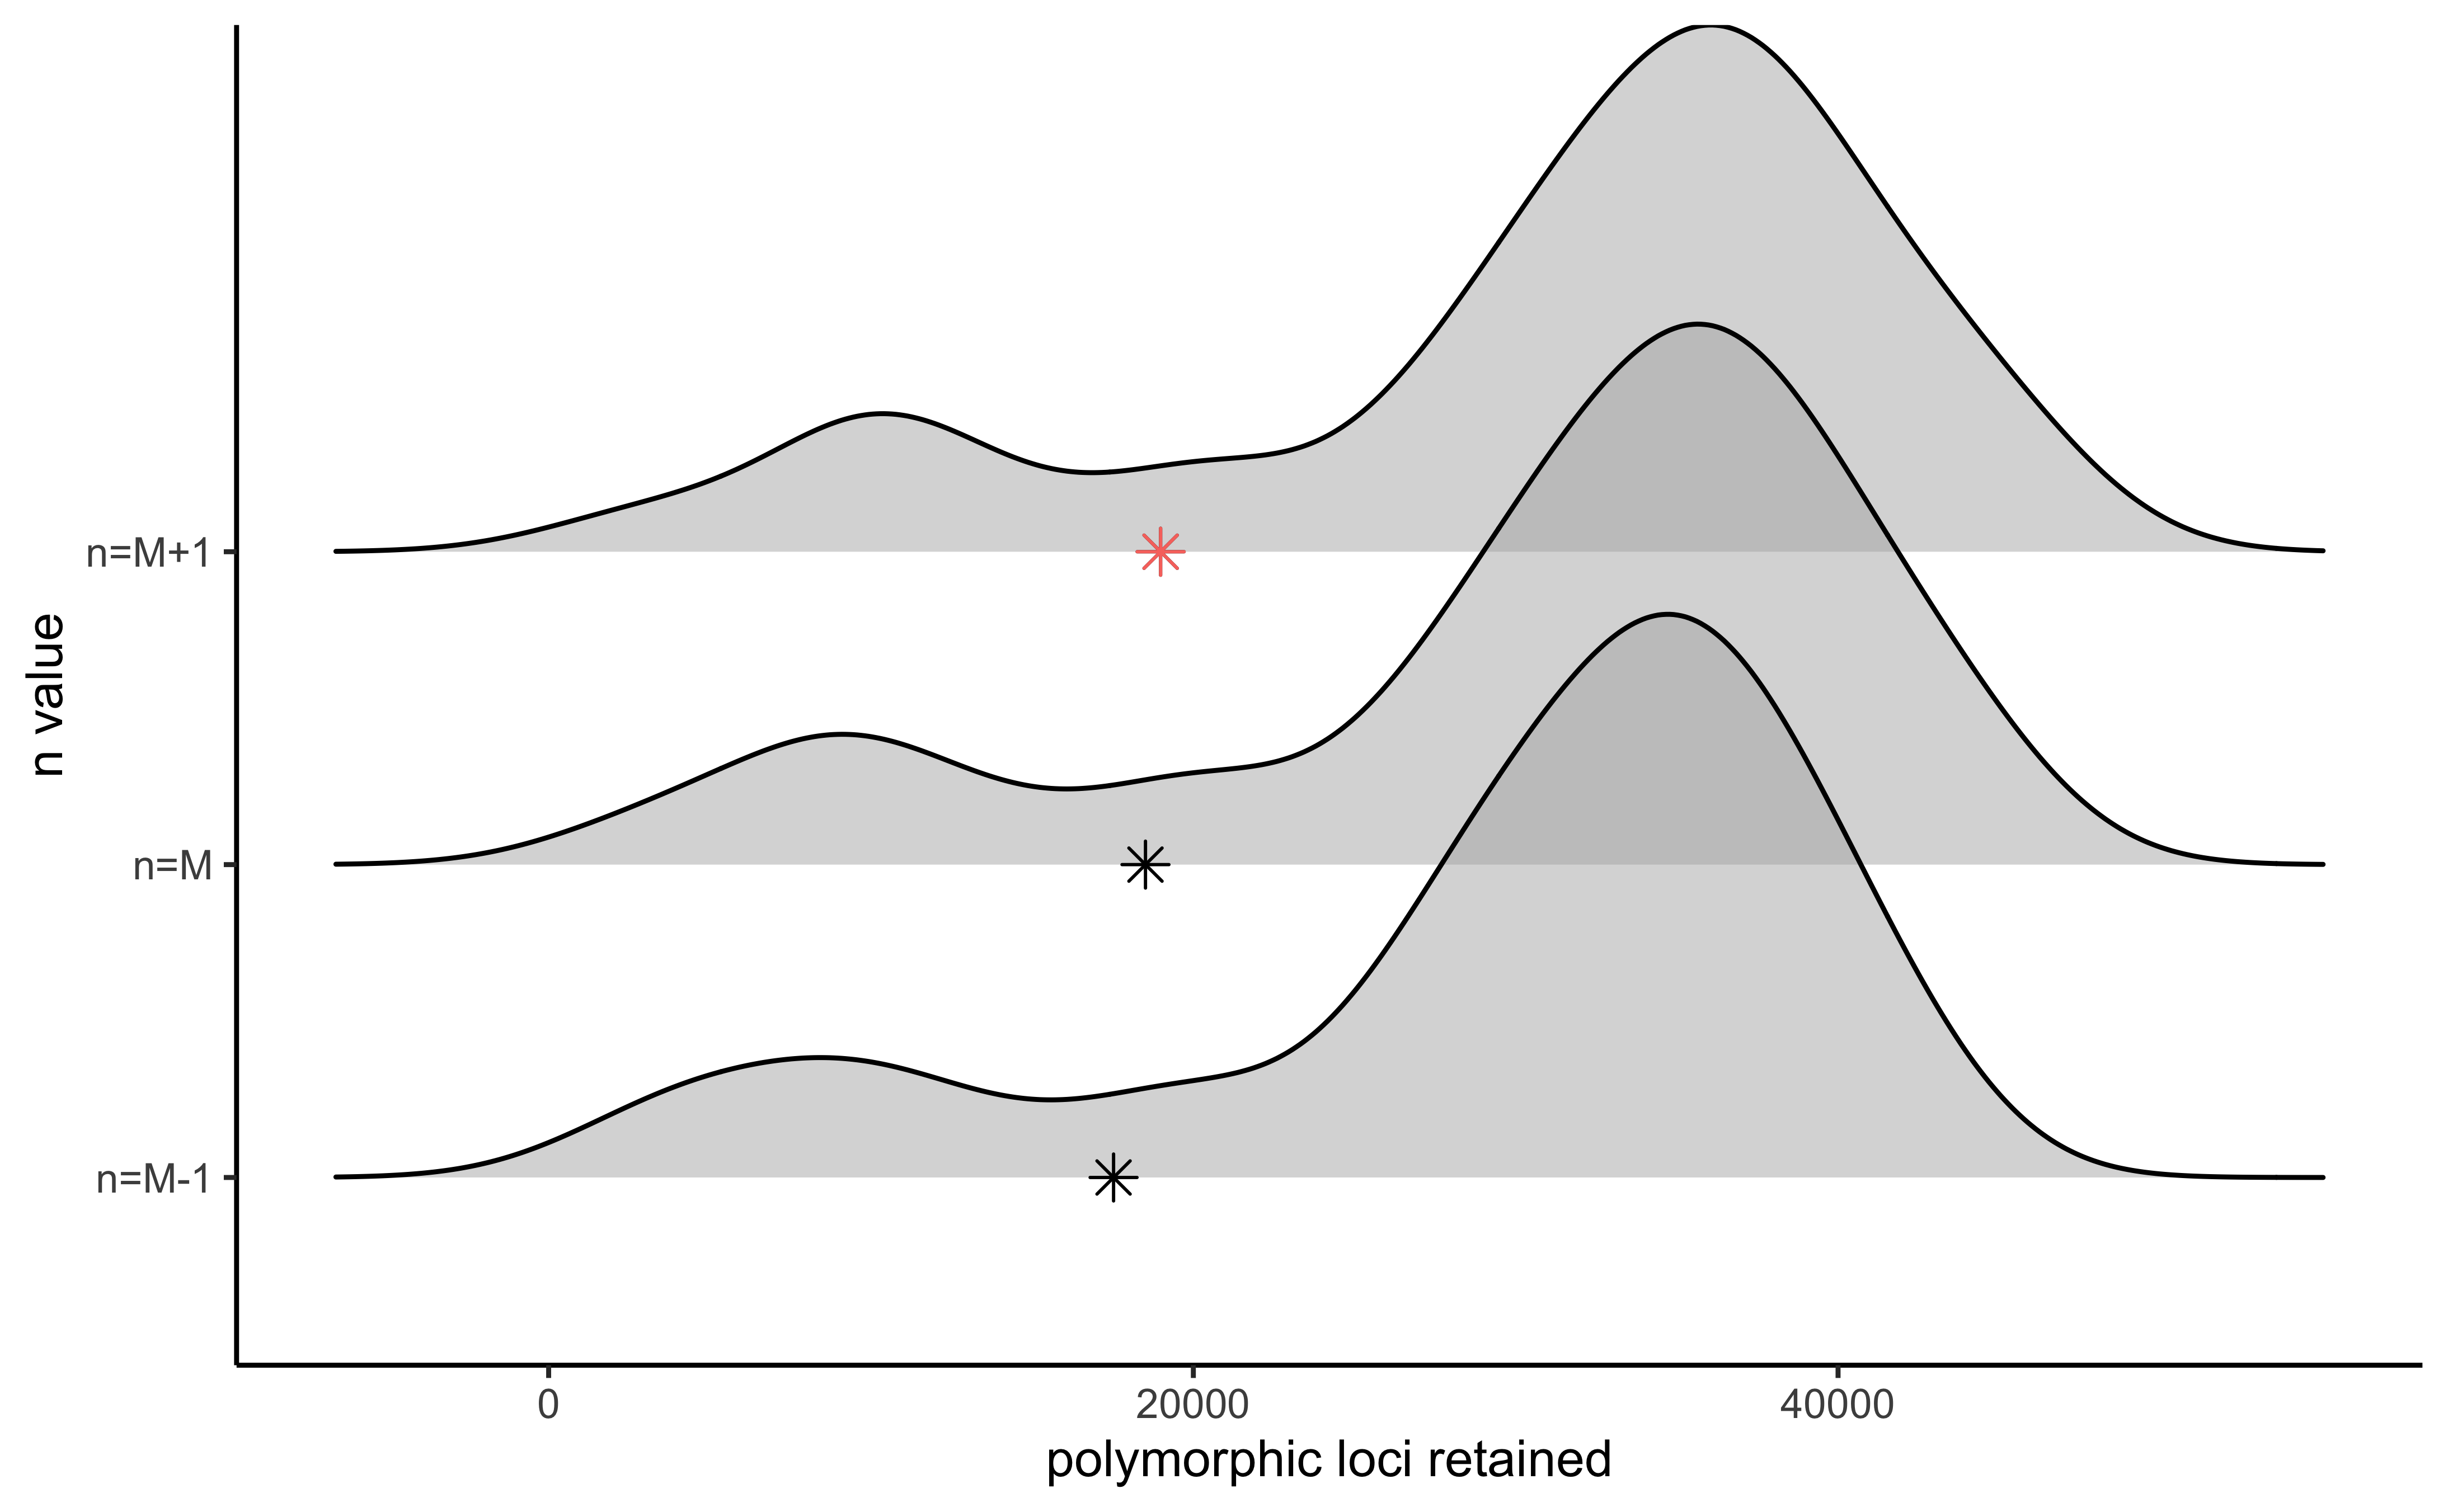 n value
n=M+1
n=M
n=M-1
0
20000
40000
polymorphic loci retained